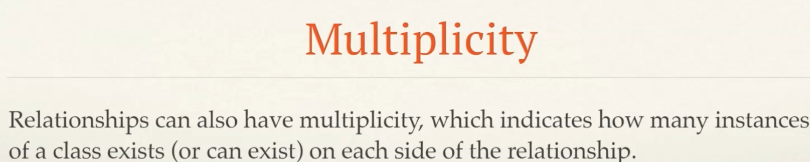 Multiplicity
Relationships can also have multiplicity, which indicates how many instances
of a class exists (or can exist) on each side of the relationship.